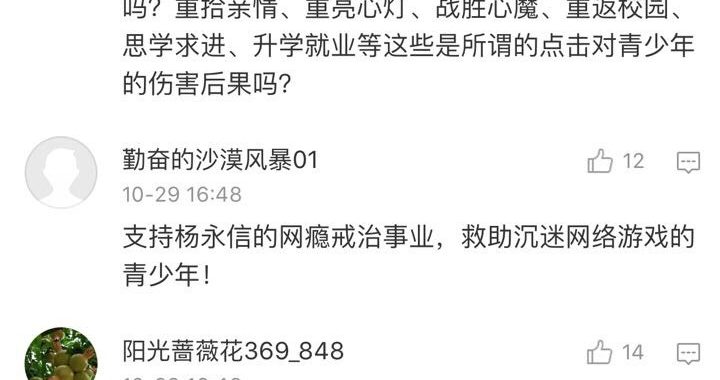 吗？重拾亲情、重亮心灯、战胜心魔、重返校园、
思学求进、升学就业等这些是所谓的点击对青少年
的伤害后果吗？
勤奋的沙漠风暴01
12
10-29 16:48
支持杨永信的网瘾戒治事业，救助沉迷网络游戏的
青少年！
阳光蔷薇花369_848
14